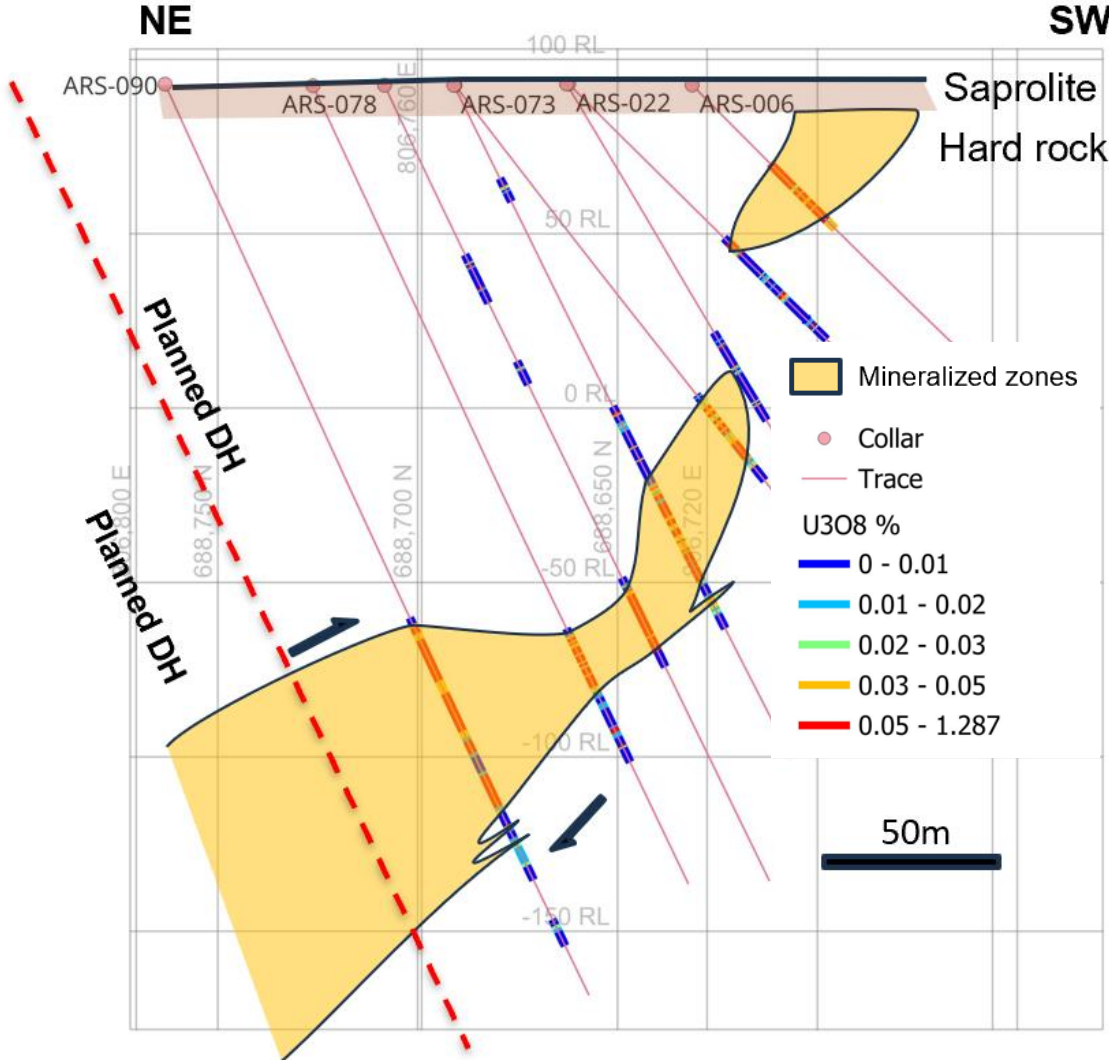 NE
SW
100 RL
ARS-090
ARS-078
ARS-073
ARS-022
ARS-006
Saprolite
Hard rock
806,760 E
50 RL
Planned DH
Mineralized zones
0 RL
Collar
Trace
U3O8 %
0 - 0.01
0.01 - 0.02
0.02 - 0.03
0.03 - 0.05
0.05 - 1.287
688,750 N
688,700 N
688,650 N
Planned DH
-50 RL
-100 RL
50m
-150 RL